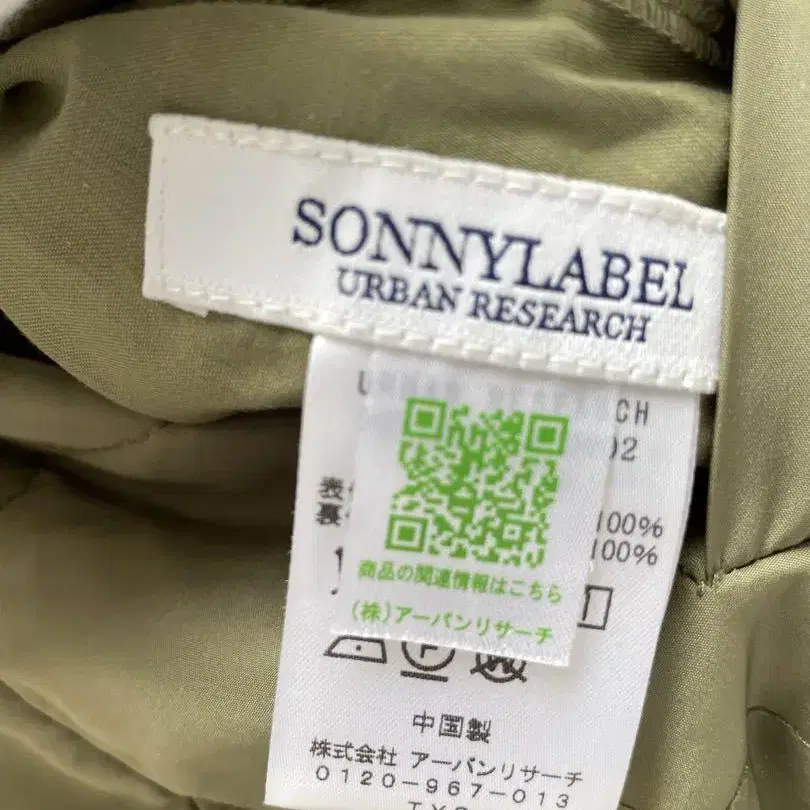 SONNYLABEL
URBAN RESEARCH
CH
02
表
裏
100%
100%
商品の関連情報はこちら
(株)アーバンリサーチ
中国製
株式会社 アーバンリサーチ
0120-967-013